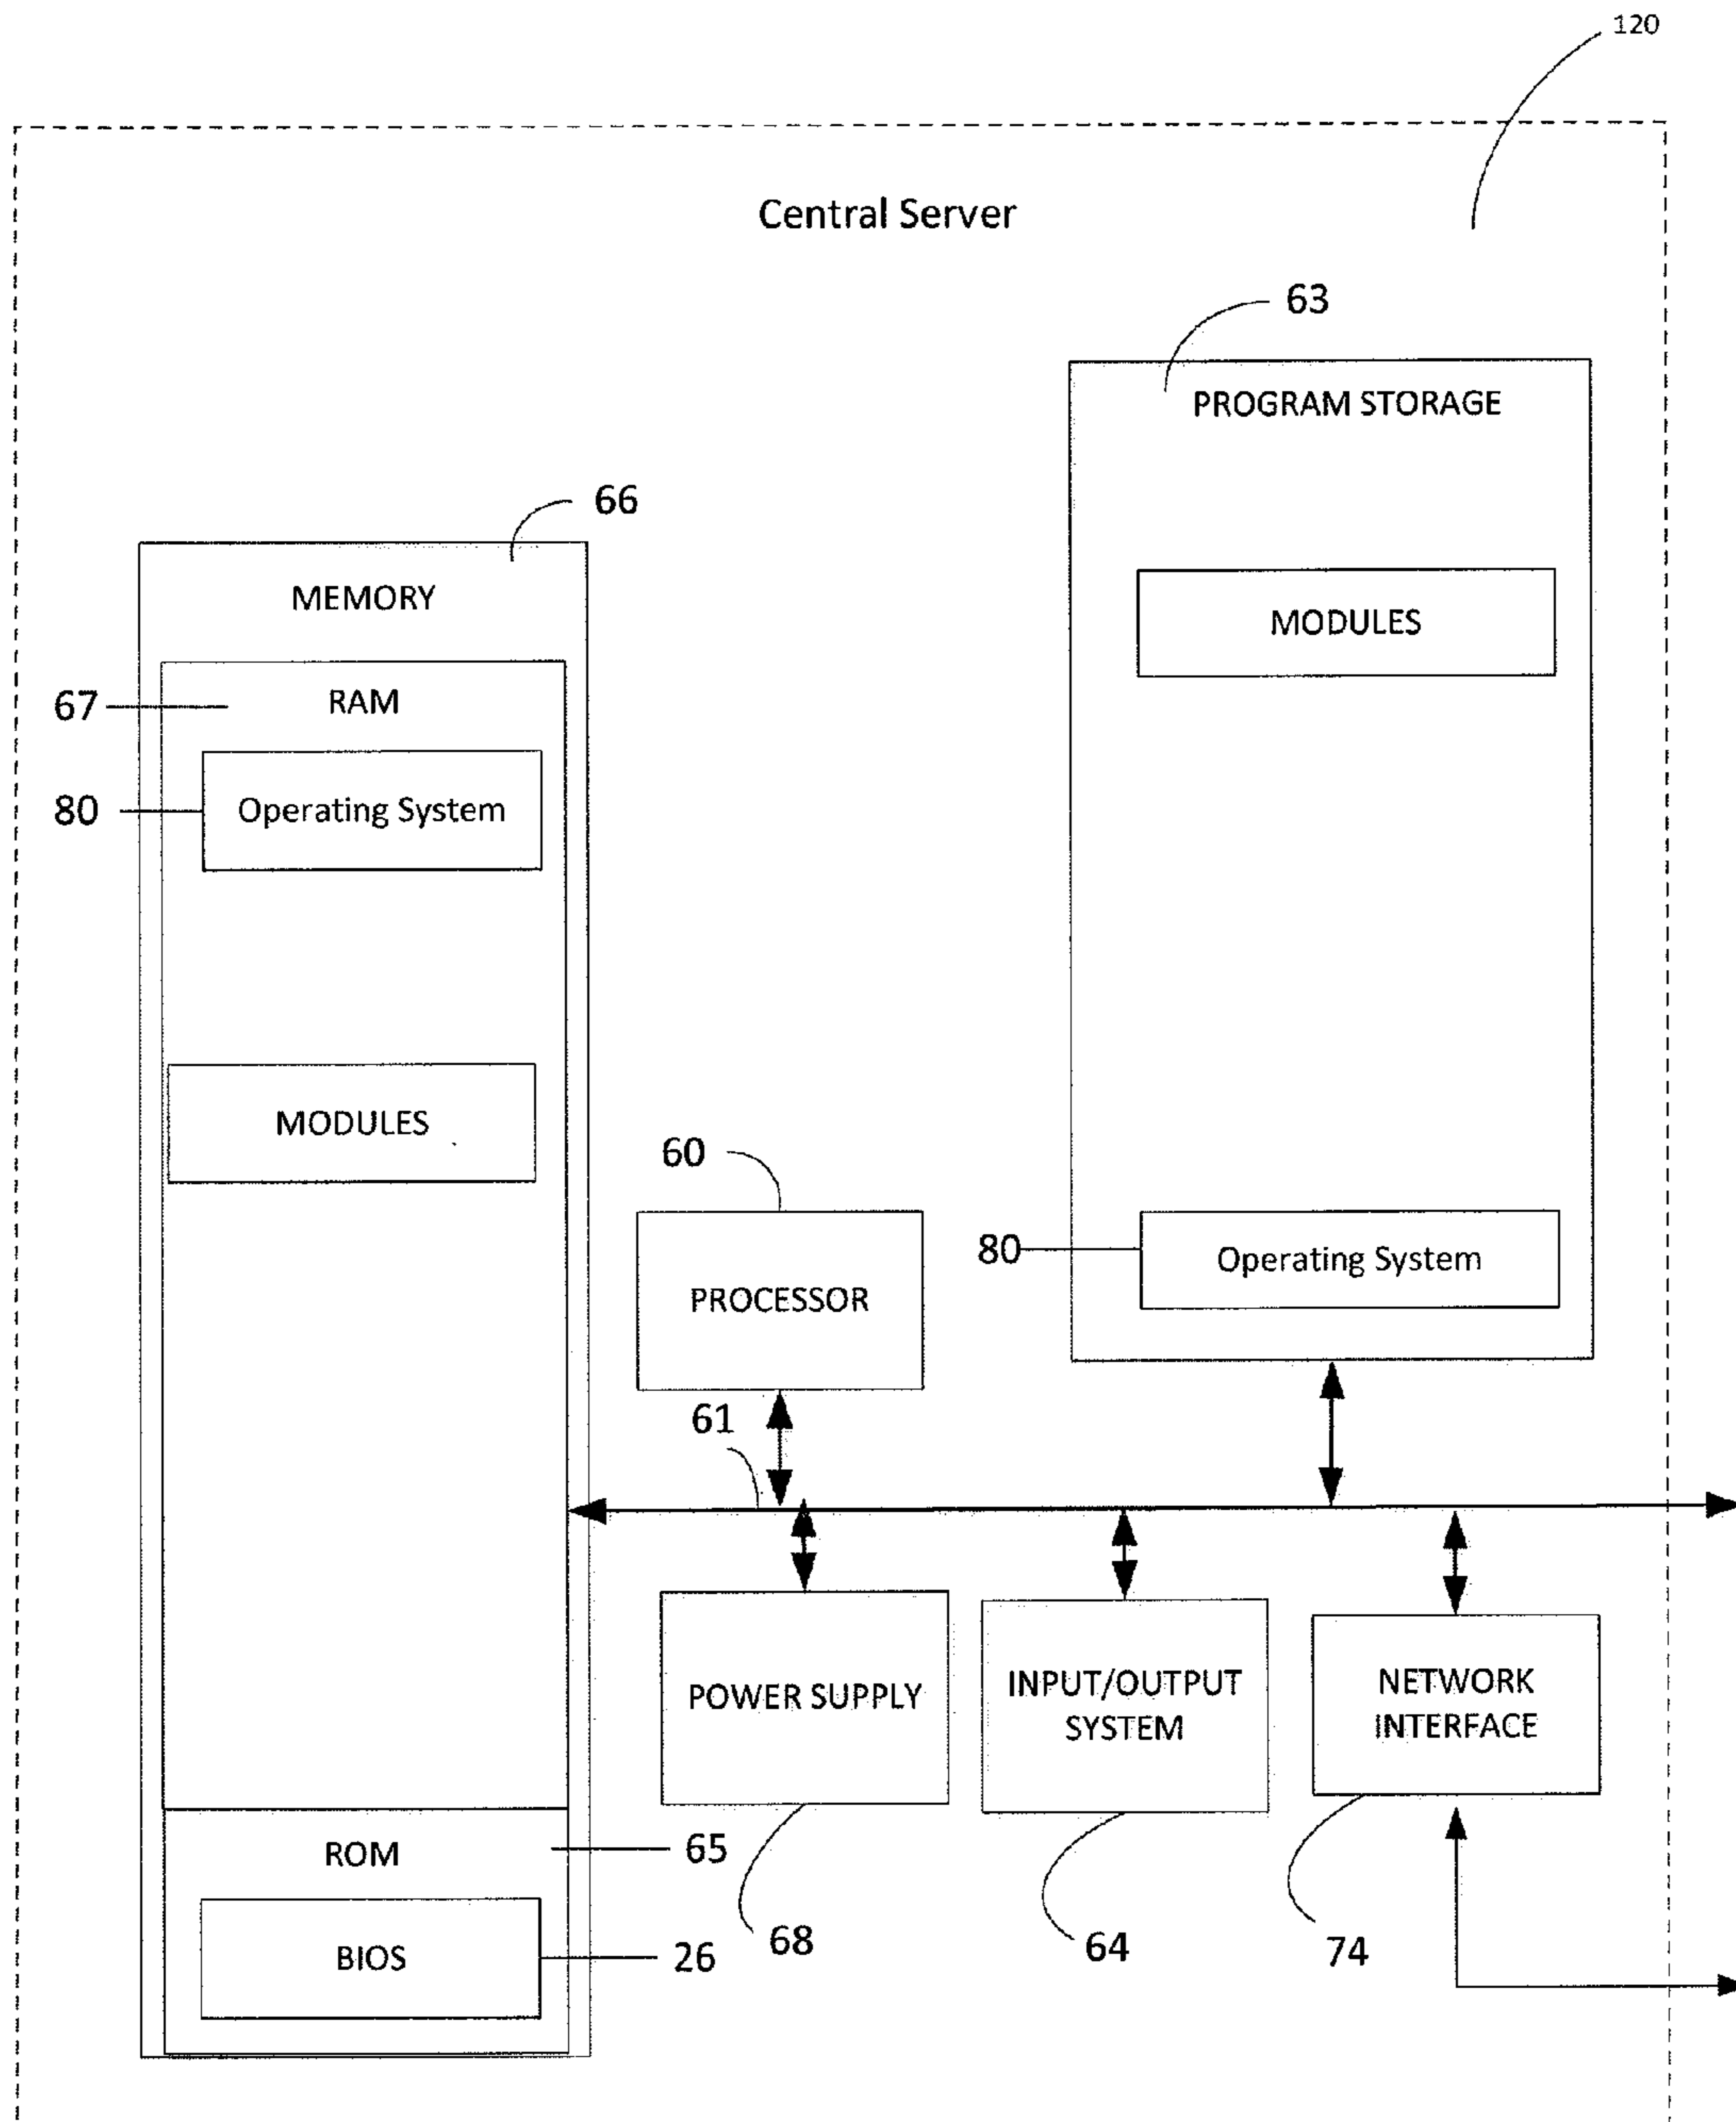 120
Central Server
63
PROGRAM STORAGE
66
MEMORY
MODULES
67
RAM
80
Operating System
MODULES
60
PROCESSOR
80
Operating System
61
POWER SUPPLY
INPUT/OUTPUT
SYSTEM
NETWORK
INTERFACE
ROM
65
68
64
74
BIOS
26